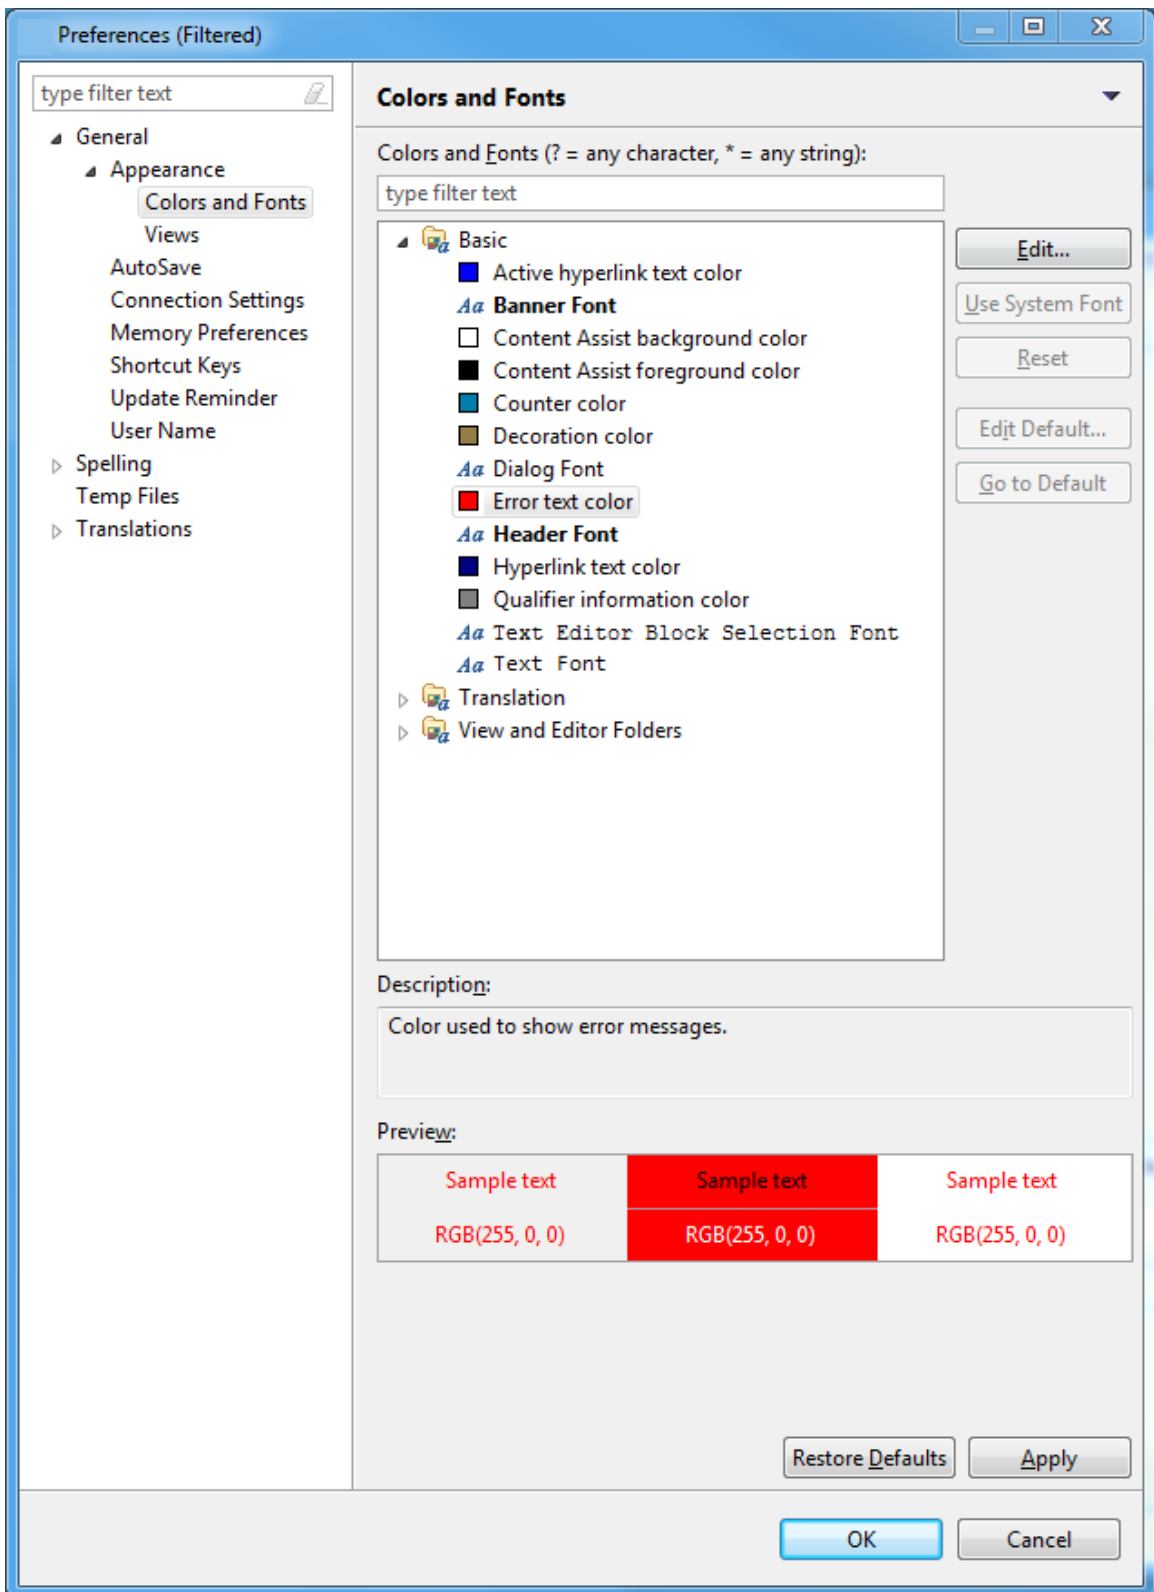 Preferences (Filtered)
type filter text
General
Appearance
Colors and Fonts
Views
AutoSave
Connection Settings
Memory Preferences
Shortcut Keys
Update Reminder
User Name
Spelling
Temp Files
Translations
Colors and Fonts
Colors and Fonts (? = any character, * = any string):
type filter text
Basic
Active hyperlink text color
Aa Banner Font
Content Assist background color
Content Assist foreground color
Counter color
Decoration color
Aa Dialog Font
Error text color
Aa Header Font
Hyperlink text color
Qualifier information color
Aa Text Editor Block Selection Font
Aa Text Font
Translation
View and Editor Folders
Edit...
Use System Font
Reset
Edit Default...
Go to Default
Description:
Color used to show error messages.
Preview:
Sample text Sample text Sample text
RGB(255, 0, 0) RGB(255, 0, 0) RGB(255, 0, 0)
Restore Defaults Apply
OK Cancel